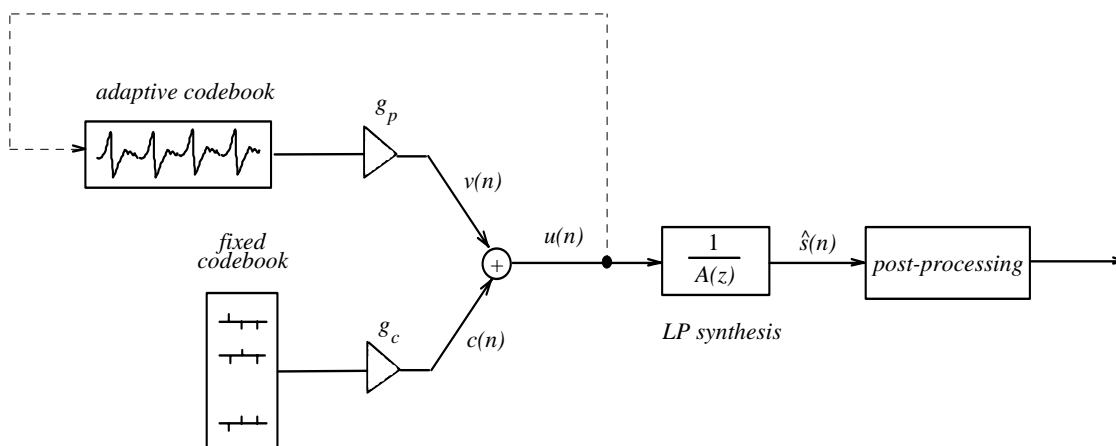 adaptive codebook
g_p
v(n)
fixed
codebook
+
u(n)
1
A(z)
ŝ(n)
post-processing
LP synthesis
g_c
c(n)